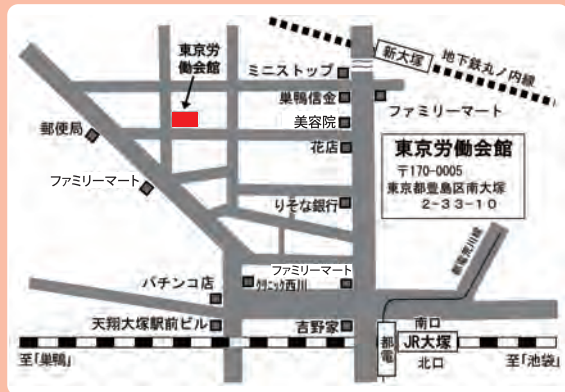 東京労
働会館
新大塚
地下鉄丸ノ内線
ミニストップ
巣鴨信金
ファミリーマート
美容院
花店
郵便局
ファミリーマート
東京労働会館
〒170-0005
東京都豊島区南大塚
2-33-10
りそな銀行
都電荒川線
ファミリーマート
クリニック西川
パチンコ店
天翔大塚駅前ビル
吉野家
都電
南口
JR大塚
北口
至「巣鴨」
至「池袋」